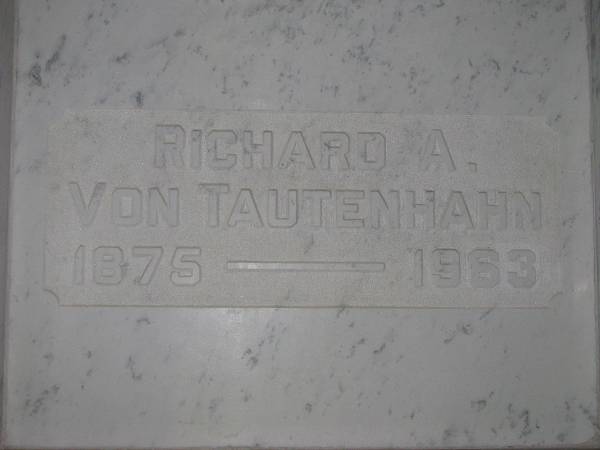 RICHARD A.
VON TAUTENHAHN
1875 — 1963